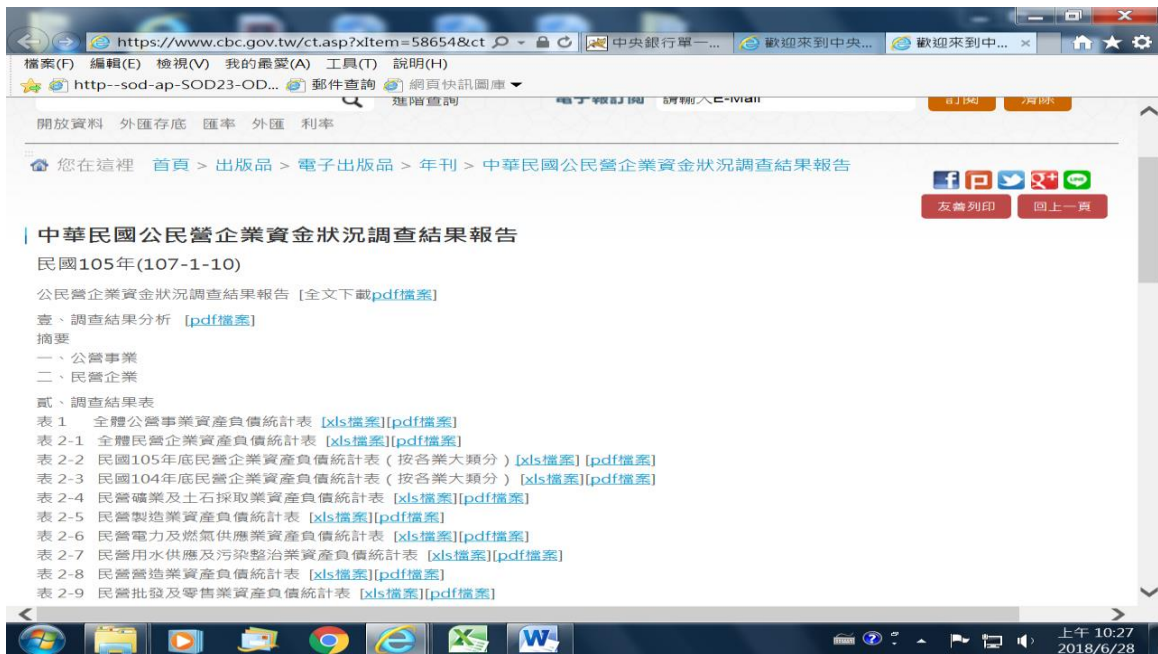 https://www.cbc.gov.tw/ct.asp?xItem=58654&ct
中央銀行單一...
歡迎來到中央...
歡迎來到中...
檔案(F) 編輯(E) 檢視(V) 我的最愛(A) 工具(T) 說明(H)
http--sod-ap-SOD23-OD... 郵件查詢 網頁快訊圖庫
進階查詢 電子報訂閱 請輸入E-Mail 訂閱 清除
開放資料 外匯存底 匯率 外匯 利率
您在這裡 首頁 > 出版品 > 電子出版品 > 年刊 > 中華民國公民營企業資金狀況調查結果報告
友善列印 回上一頁
中華民國公民營企業資金狀況調查結果報告
民國105年(107-1-10)
公民營企業資金狀況調查結果報告 [全文下載pdf檔案]
壹、調查結果分析 [pdf檔案]
摘要
一、公營事業
二、民營企業
貳、調查結果表
表 1 全體公營事業資產負債統計表 [xls檔案][pdf檔案]
表 2-1 全體民營企業資產負債統計表 [xls檔案][pdf檔案]
表 2-2 民國105年底民營企業資產負債統計表 ( 按各業大類分 ) [xls檔案] [pdf檔案]
表 2-3 民國104年底民營企業資產負債統計表 ( 按各業大類分 ) [xls檔案][pdf檔案]
表 2-4 民營礦業及土石採取業資產負債統計表 [xls檔案][pdf檔案]
表 2-5 民營製造業資產負債統計表 [xls檔案][pdf檔案]
表 2-6 民營電力及燃氣供應業資產負債統計表 [xls檔案][pdf檔案]
表 2-7 民營用水供應及污染整治業資產負債統計表 [xls檔案][pdf檔案]
表 2-8 民營營造業資產負債統計表 [xls檔案][pdf檔案]
表 2-9 民營批發及零售業資產負債統計表 [xls檔案][pdf檔案]
上午 10:27
2018/6/28